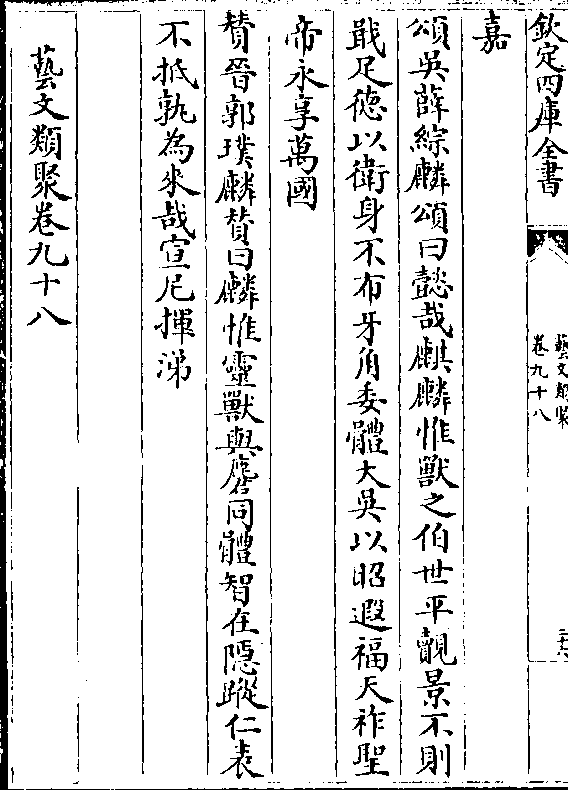 欽定四庫全書
藝文類聚
卷九十八
嘉
頌吳薛綜麟頌曰懿哉麒麟惟獸之伯世平覿景不則
戢足德以衛身不布牙角委體大吳以昭遐福天祚聖
帝永享萬國
賛晉郭璞麟賛曰麟惟靈獸與麐同體智在隱蹤仁表
不抵孰為來哉宣尼揮涕
藝文類聚卷九十八